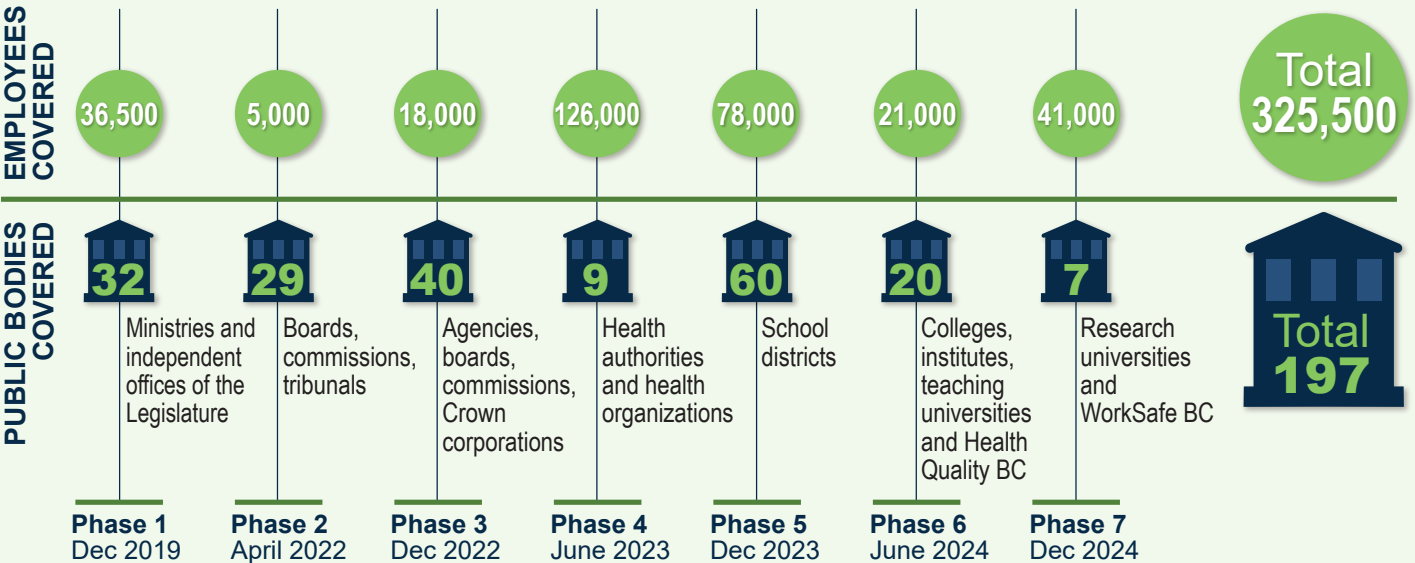 EMPLOYEES
COVERED
36,500
5,000
18,000
126,000
78,000
21,000
41,000
Total
325,500
PUBLIC BODIES
COVERED
32
29
40
9
60
20
7
Total
197
Ministries and
independent
offices of the
Legislature
Boards,
commissions,
tribunals
Agencies,
boards,
commissions,
Crown
corporations
Health
authorities
and health
organizations
School
districts
Colleges,
institutes,
teaching
universities
and Health
Quality BC
Research
universities
and
WorkSafe BC
Phase 1
Dec 2019
Phase 2
April 2022
Phase 3
Dec 2022
Phase 4
June 2023
Phase 5
Dec 2023
Phase 6
June 2024
Phase 7
Dec 2024